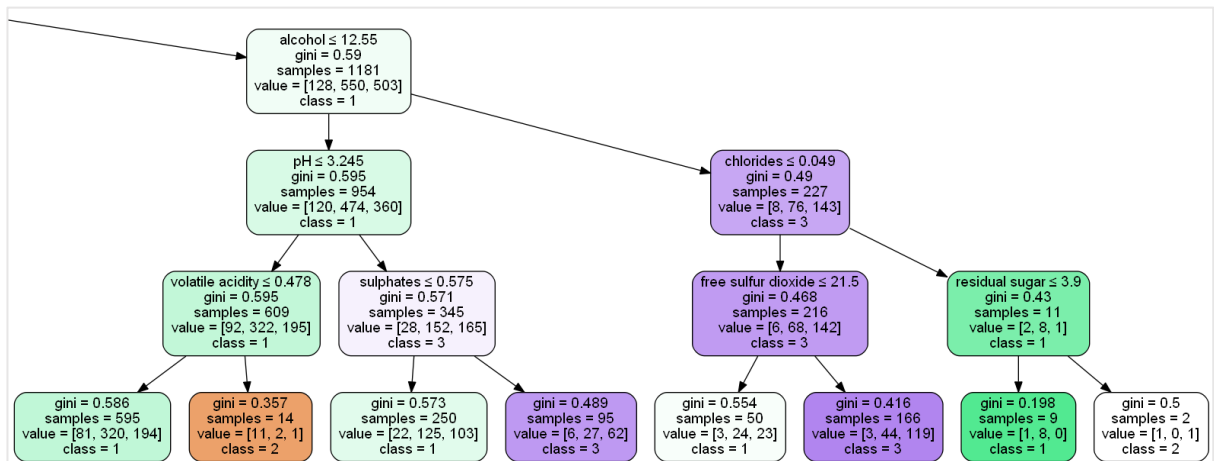 alcohol ≤ 12.55
gini = 0.59
samples = 1181
value = [128, 550, 503]
class = 1
pH ≤ 3.245
gini = 0.595
samples = 954
value = [120, 474, 360]
class = 1
chlorides ≤ 0.049
gini = 0.49
samples = 227
value = [8, 76, 143]
class = 3
volatile acidity ≤ 0.478
gini = 0.595
samples = 609
value = [92, 322, 195]
class = 1
sulphates ≤ 0.575
gini = 0.571
samples = 345
value = [28, 152, 165]
class = 3
free sulfur dioxide ≤ 21.5
gini = 0.468
samples = 216
value = [6, 68, 142]
class = 3
residual sugar ≤ 3.9
gini = 0.43
samples = 11
value = [2, 8, 1]
class = 1
gini = 0.586
samples = 595
value = [81, 320, 194]
class = 1
gini = 0.357
samples = 14
value = [11, 2, 1]
class = 2
gini = 0.573
samples = 250
value = [22, 125, 103]
class = 1
gini = 0.489
samples = 95
value = [6, 27, 62]
class = 3
gini = 0.554
samples = 50
value = [3, 24, 23]
class = 1
gini = 0.416
samples = 166
value = [3, 44, 119]
class = 3
gini = 0.198
samples = 9
value = [1, 8, 0]
class = 1
gini = 0.5
samples = 2
value = [1, 0, 1]
class = 2